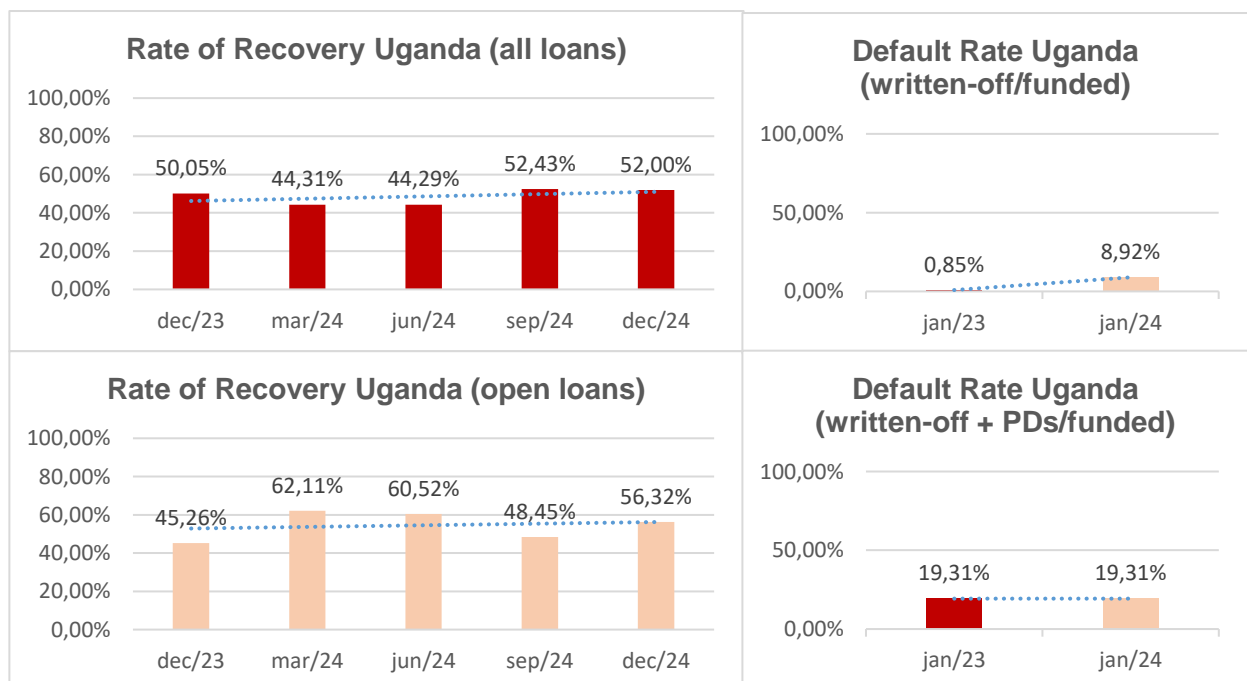 Rate of Recovery Uganda (all loans)
100,00%
80,00%
60,00%
40,00%
20,00%
0,00%
50,05%
44,31%
44,29%
52,43%
52,00%
dec/23
mar/24
jun/24
sep/24
dec/24
Default Rate Uganda
(written-off/funded)
100,00%
50,00%
0,00%
0,85%
8,92%
jan/23
jan/24
Rate of Recovery Uganda (open loans)
100,00%
80,00%
60,00%
40,00%
20,00%
0,00%
45,26%
62,11%
60,52%
48,45%
56,32%
dec/23
mar/24
jun/24
sep/24
dec/24
Default Rate Uganda
(written-off + PDs/funded)
100,00%
50,00%
0,00%
19,31%
19,31%
jan/23
jan/24